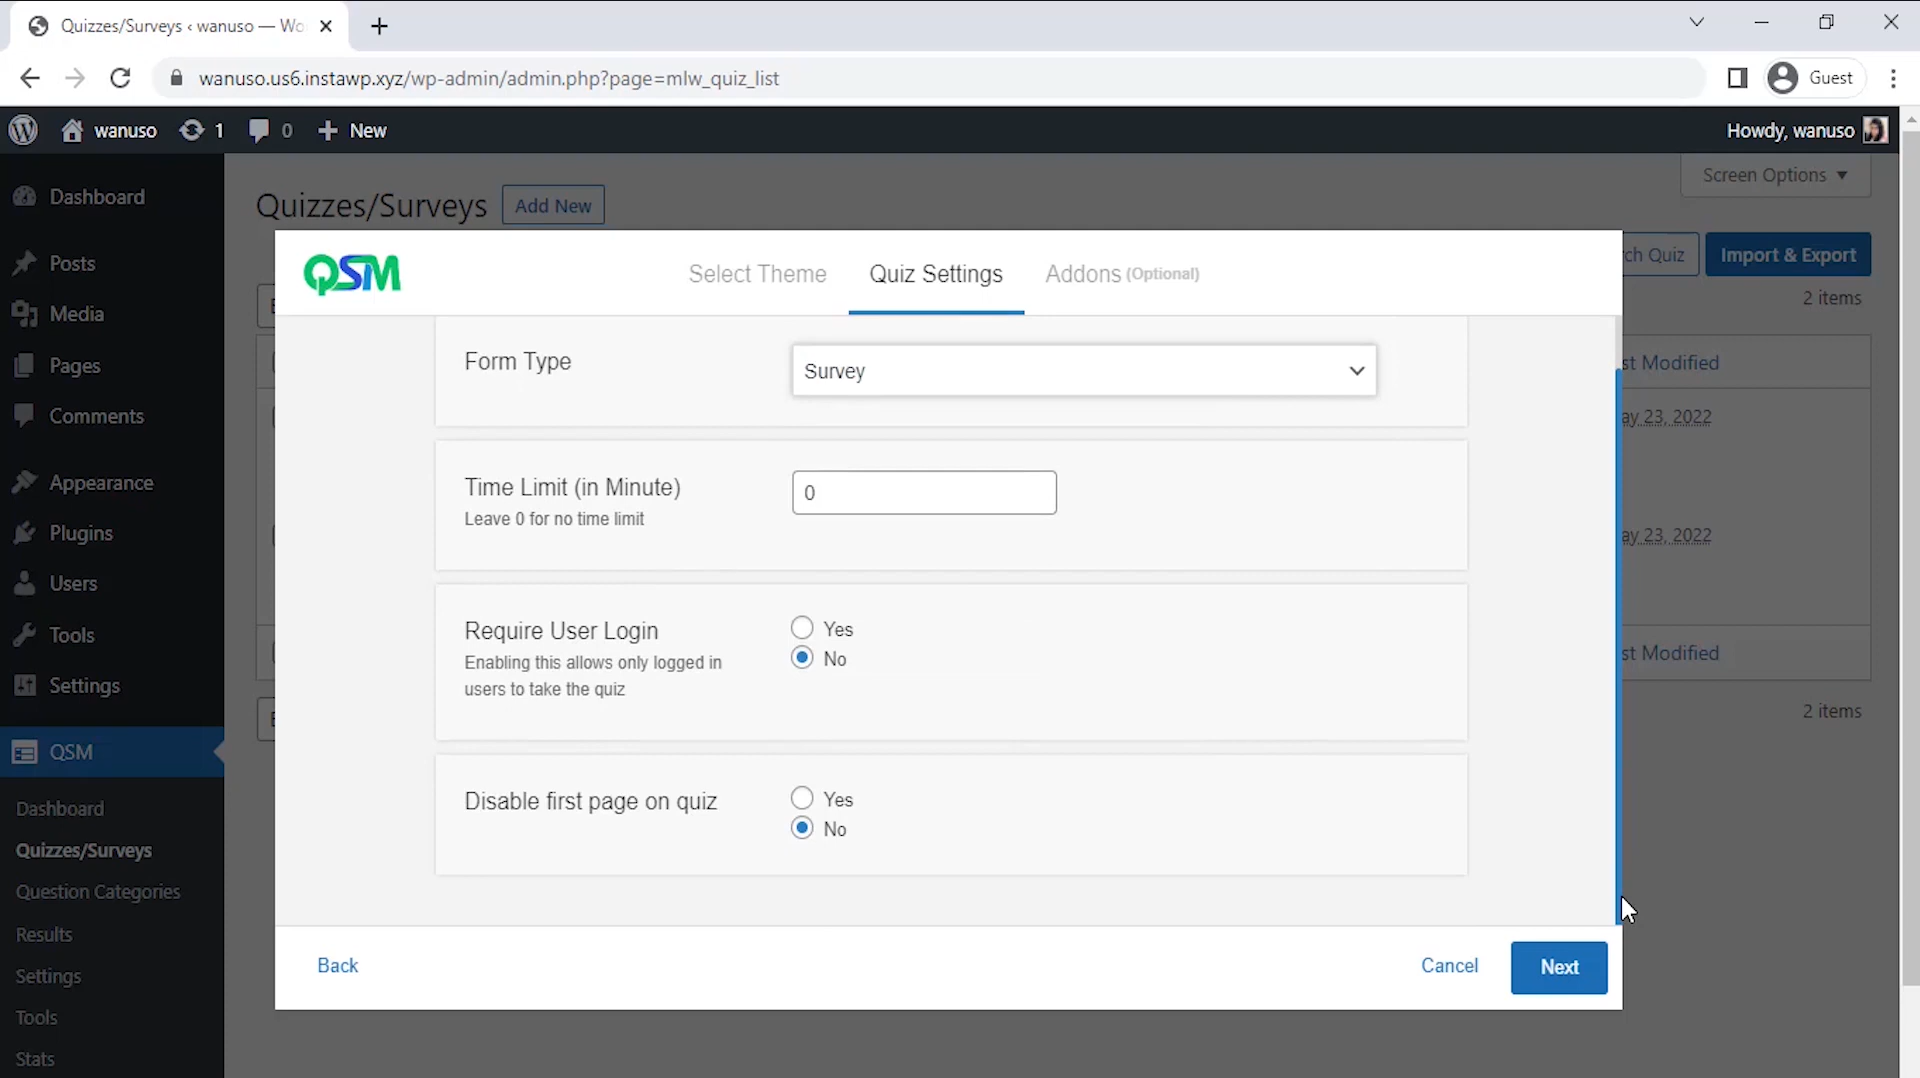 Quizzes/Surveys ‹ wanuso — Wo
wanuso.us6.instawp.xyz/wp-admin/admin.php?page=mlw_quiz_list
Guest
wanuso
1
0
New
Howdy, wanuso
Dashboard
Posts
Media
Pages
Comments
Appearance
Plugins
Users
Tools
Settings
QSM
Dashboard
Quizzes/Surveys
Question Categories
Results
Settings
Tools
Stats
Screen Options
Quizzes/Surveys
Add New
rch Quiz
Import & Export
2 items
st Modified
ay 23, 2022
ay 23, 2022
st Modified
2 items
QSM
Select Theme
Quiz Settings
Addons (Optional)
Form Type
Survey
Time Limit (in Minute)
0
Leave 0 for no time limit
Require User Login
Yes
No
Enabling this allows only logged in
users to take the quiz
Disable first page on quiz
Yes
No
Back
Cancel
Next